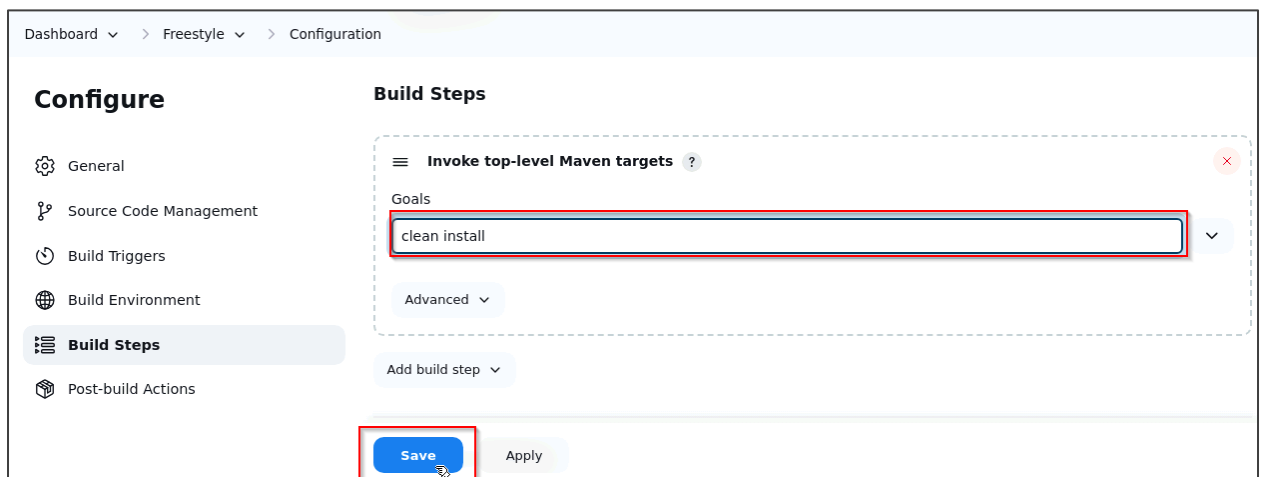 Dashboard > Freestyle > Configuration
Configure
General
Source Code Management
Build Triggers
Build Environment
Build Steps
Post-build Actions
Build Steps
Invoke top-level Maven targets ?
Goals
clean install
Advanced
Add build step
Save
Apply